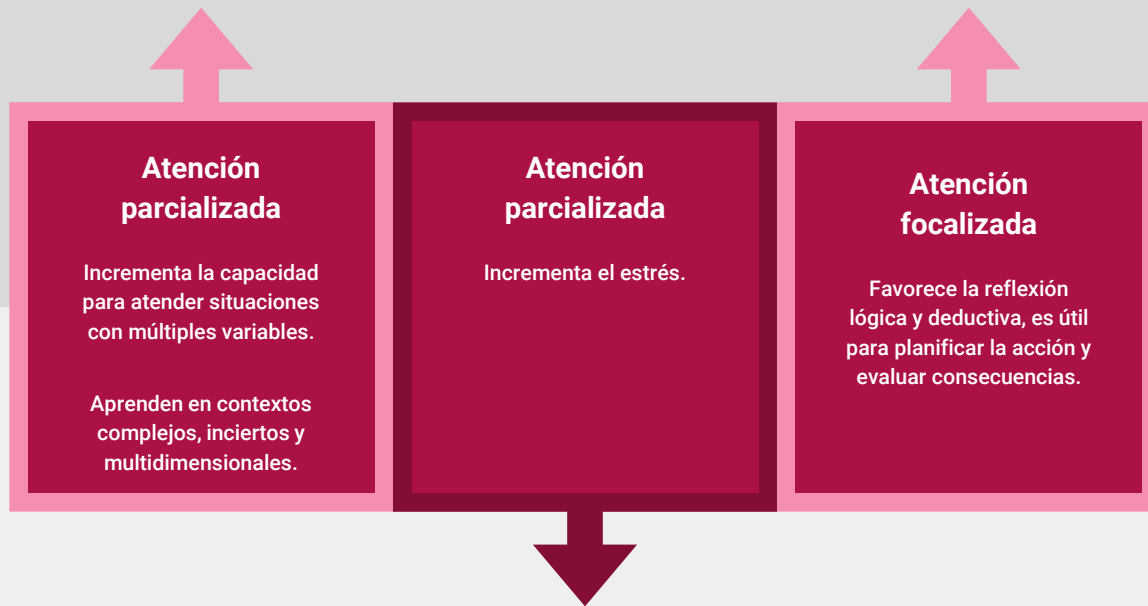 Atención
parcializada
Incrementa la capacidad
para atender situaciones
con múltiples variables.
Aprenden en contextos
complejos, inciertos y
multidimensionales.
Atención
parcializada
Incrementa el estrés.
Atención
focalizada
Favorece la reflexión
lógica y deductiva, es útil
para planificar la acción y
evaluar consecuencias.